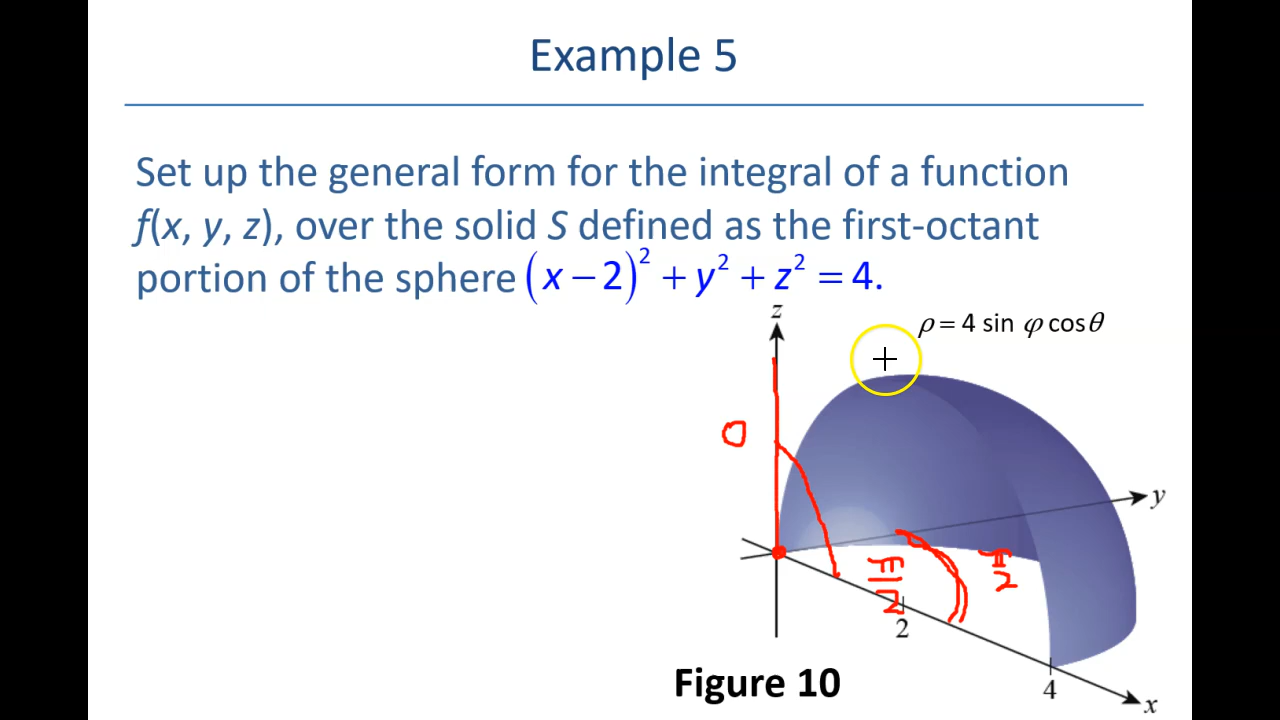 Example 5
Set up the general form for the integral of a function
f(x, y, z), over the solid S defined as the first-octant
portion of the sphere (x − 2)² + y² + z² = 4.
z
ρ = 4 sin φ cosθ
0
y
π/2
π/2
2
4
x
Figure 10